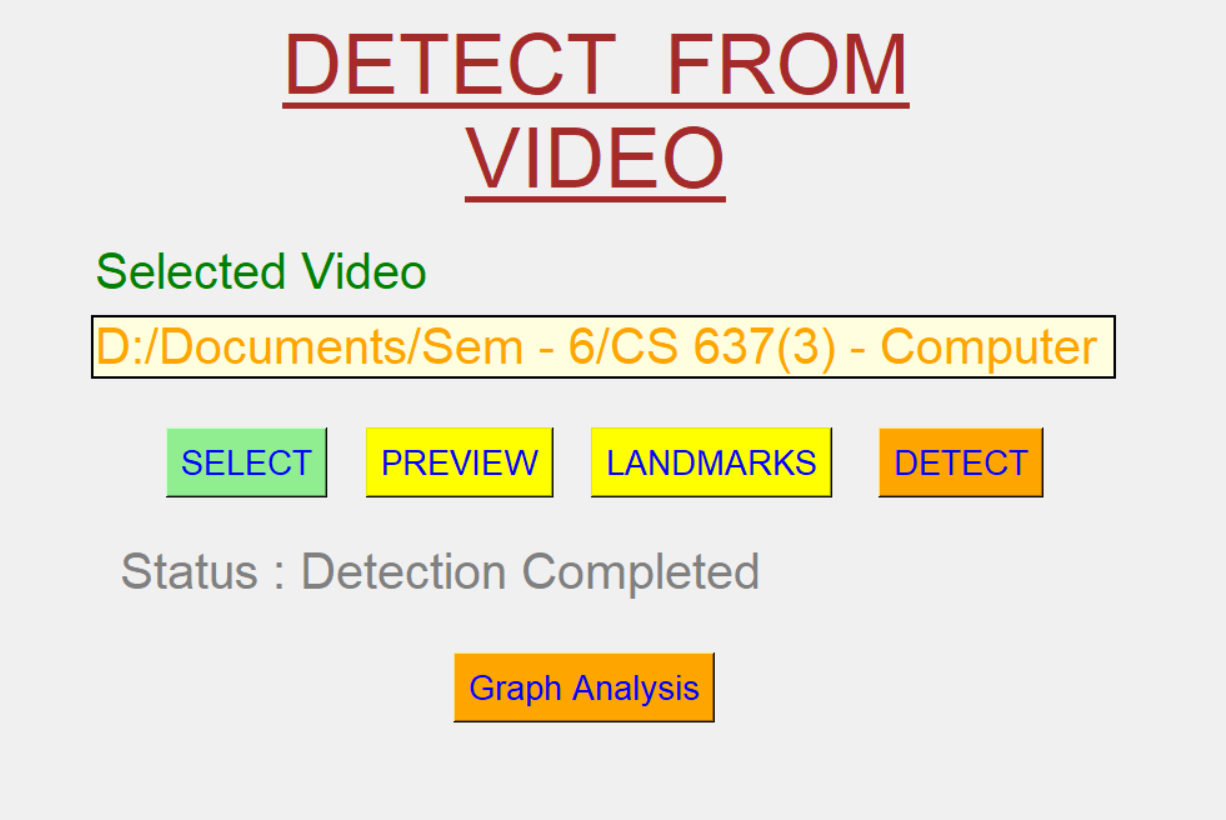 DETECT FROM
VIDEO
Selected Video
D:/Documents/Sem - 6/CS 637(3) - Computer
SELECT PREVIEW LANDMARKS DETECT
Status : Detection Completed
Graph Analysis